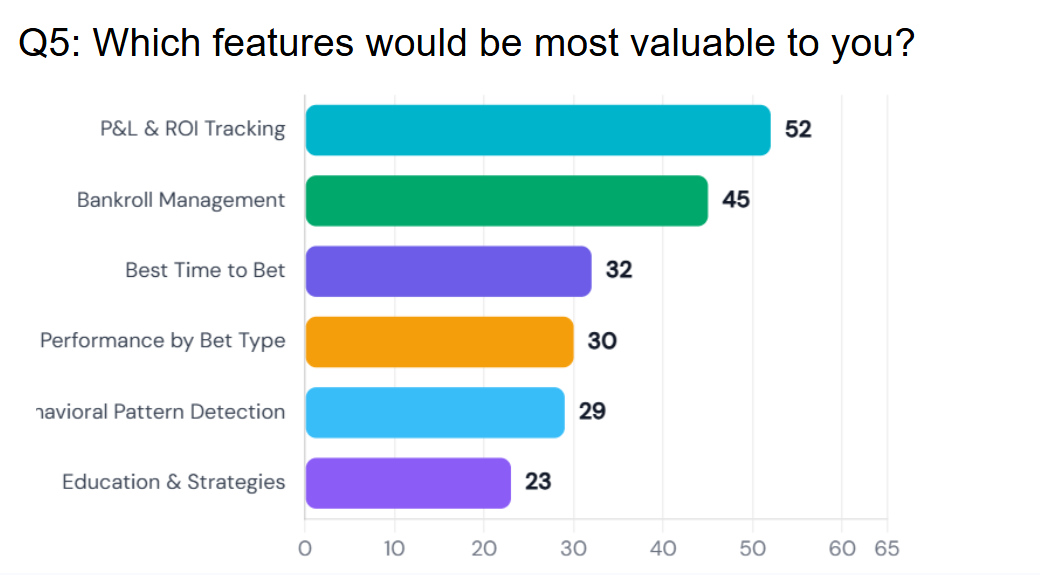 Q5: Which features would be most valuable to you?
P&L & ROI Tracking 52
Bankroll Management 45
Best Time to Bet 32
Performance by Bet Type 30
havioral Pattern Detection 29
Education & Strategies 23
0 10 20 30 40 50 60 65